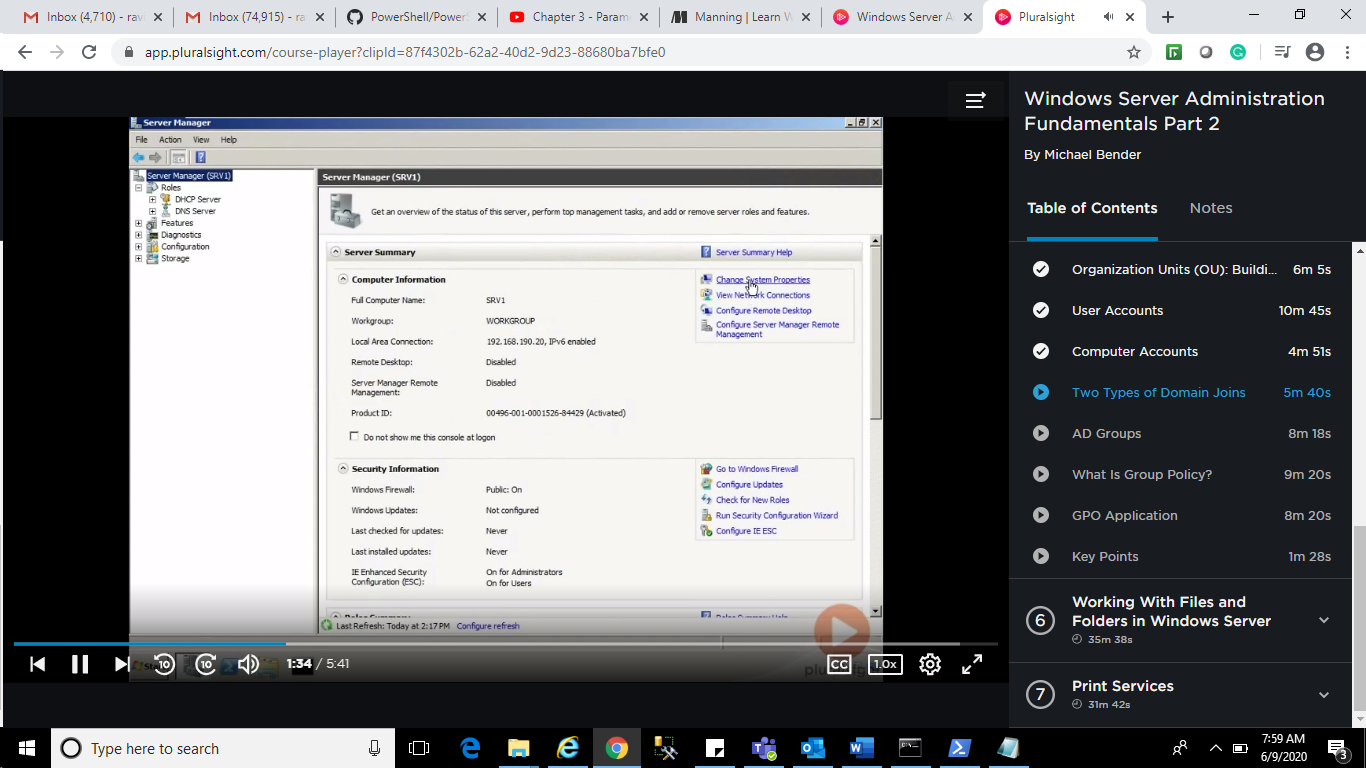 Inbox (4,710) - rav
Inbox (74,915) - ra
PowerShell/Power
Chapter 3 - Param
Manning | Learn W
Windows Server A
Pluralsight
app.pluralsight.com/course-player?clipId=87f4302b-62a2-40d2-9d23-88680ba7bfe0
Server Manager
File Action View Help
Server Manager (SRV1)
Roles
DHCP Server
DNS Server
Features
Diagnostics
Configuration
Storage
Server Manager (SRV1)
Get an overview of the status of this server, perform top management tasks, and add or remove server roles and features.
Server Summary
Server Summary Help
Computer Information
Full Computer Name: SRV1
Workgroup: WORKGROUP
Local Area Connection: 192.168.190.20, IPv6 enabled
Remote Desktop: Disabled
Server Manager Remote
Management: Disabled
Product ID: 00496-001-0001526-84429 (Activated)
Do not show me this console at logon
Change System Properties
View Network Connections
Configure Remote Desktop
Configure Server Manager Remote
Management
Security Information
Windows Firewall: Public: On
Windows Updates: Not configured
Last checked for updates: Never
Last installed updates: Never
IE Enhanced Security
Configuration (ESC): On for Administrators
On for Users
Go to Windows Firewall
Configure Updates
Check for New Roles
Run Security Configuration Wizard
Configure IE ESC
Roles Summary
Roles Summary Help
Last Refresh: Today at 2:17 PM Configure refresh
10 10 1:34 / 5:41
CC 1.0x
Windows Server Administration
Fundamentals Part 2
By Michael Bender
Table of Contents Notes
Organization Units (OU): Buildi... 6m 5s
User Accounts 10m 45s
Computer Accounts 4m 51s
Two Types of Domain Joins 5m 40s
AD Groups 8m 18s
What Is Group Policy? 9m 20s
GPO Application 8m 20s
Key Points 1m 28s
6 Working With Files and
Folders in Windows Server
35m 38s
7 Print Services
31m 42s
Type here to search
7:59 AM
6/9/2020
3